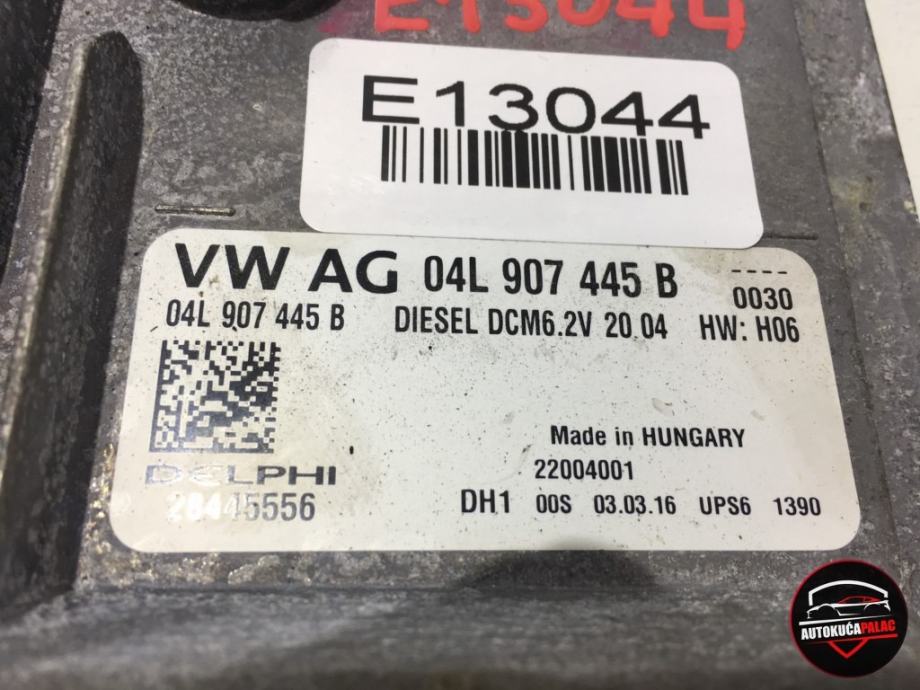 E13044
E13044
VW AG 04L 907 445 B ----
0030
04L 907 445 B DIESEL DCM6.2V 20 04 HW: H06
Made in HUNGARY
DELPHI
22004001
28445556
DH1 00S 03.03.16 UPS6 1390
AUTOKUĆAPALAC